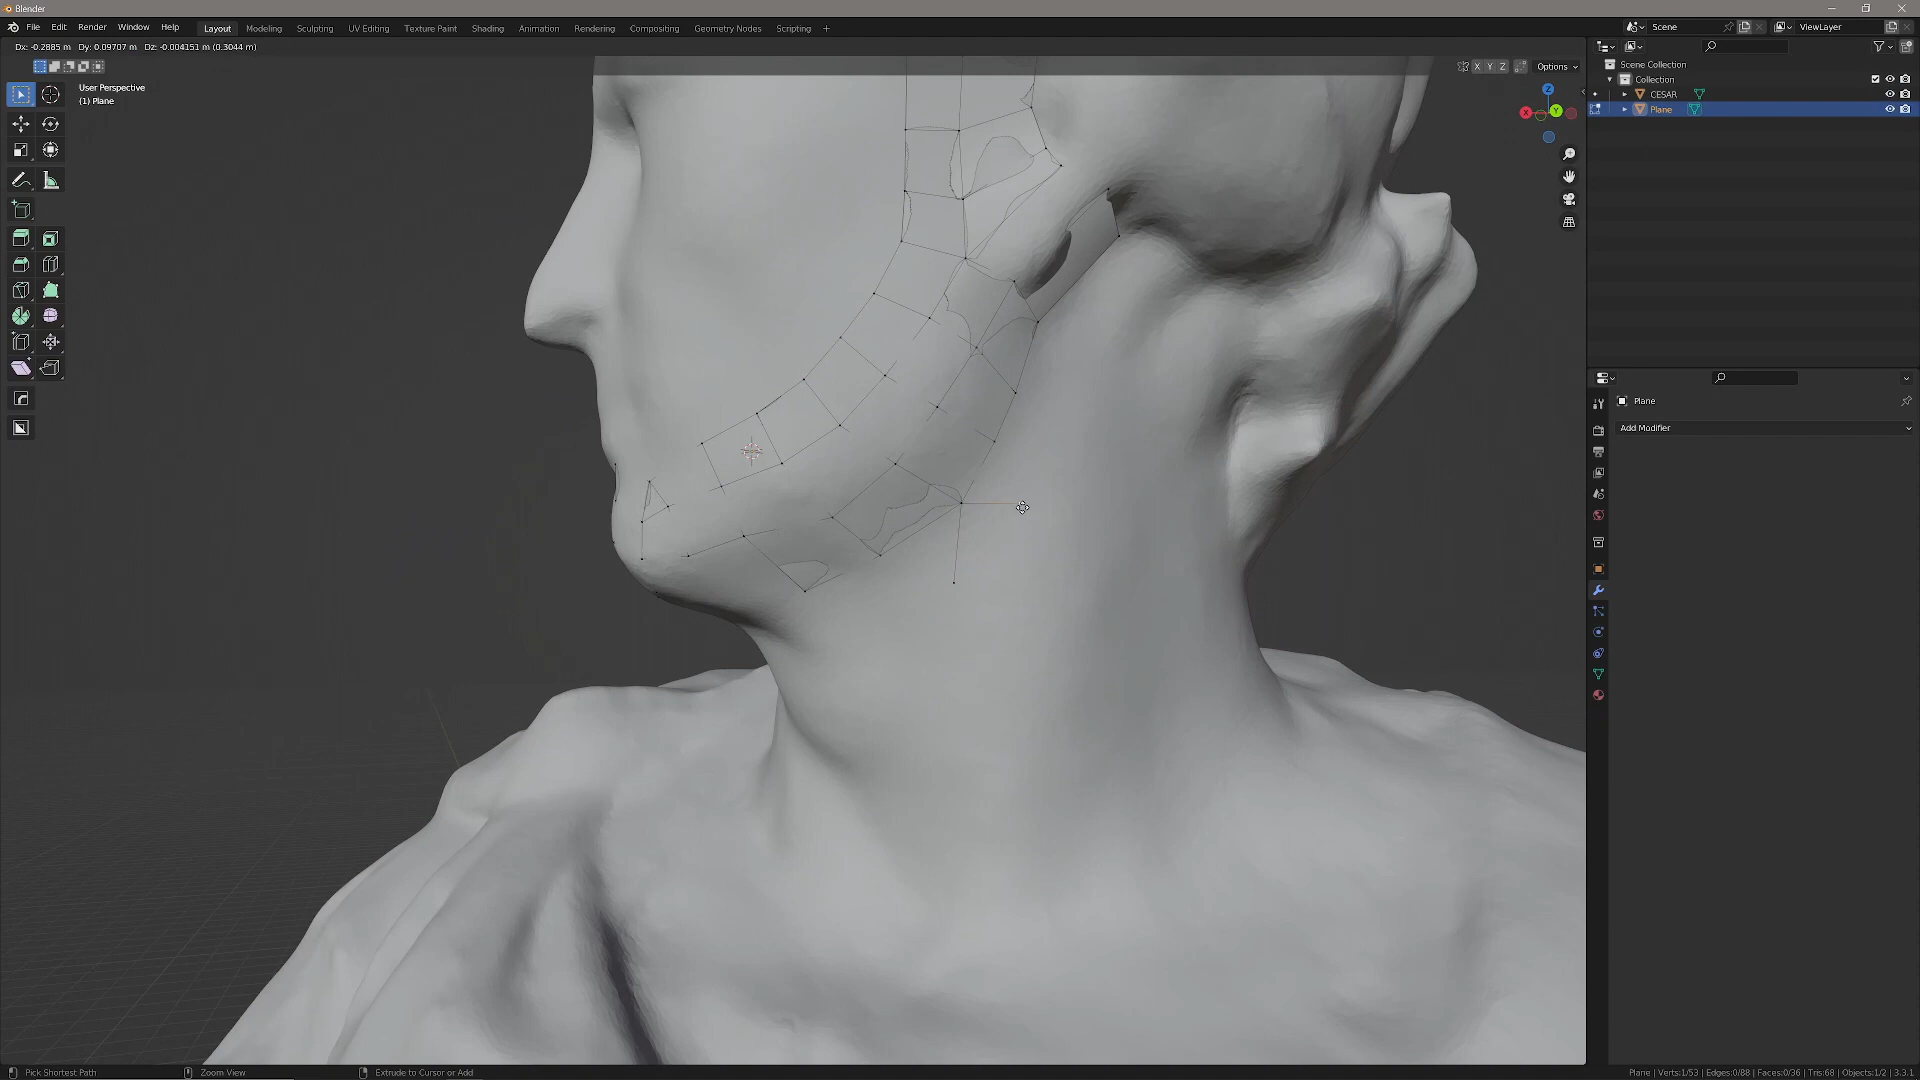 Blender
File Edit Render Window Help Layout Modeling Sculpting UV Editing Texture Paint Shading Animation Rendering Compositing Geometry Nodes Scripting +
Scene
ViewLayer
Dx: -0.2885 m Dy: 0.09707 m Dz: -0.004151 m (0.3044 m)
X Y Z
Options
User Perspective
(1) Plane
Z
X
Y
Scene Collection
Collection
CESAR
Plane
Plane
Add Modifier
Pick Shortest Path
Zoom View
Extrude to Cursor or Add
Plane | Verts:1/53 | Edges:0/88 | Faces:0/36 | Tris:68 | Objects:1/2 | 3.3.1